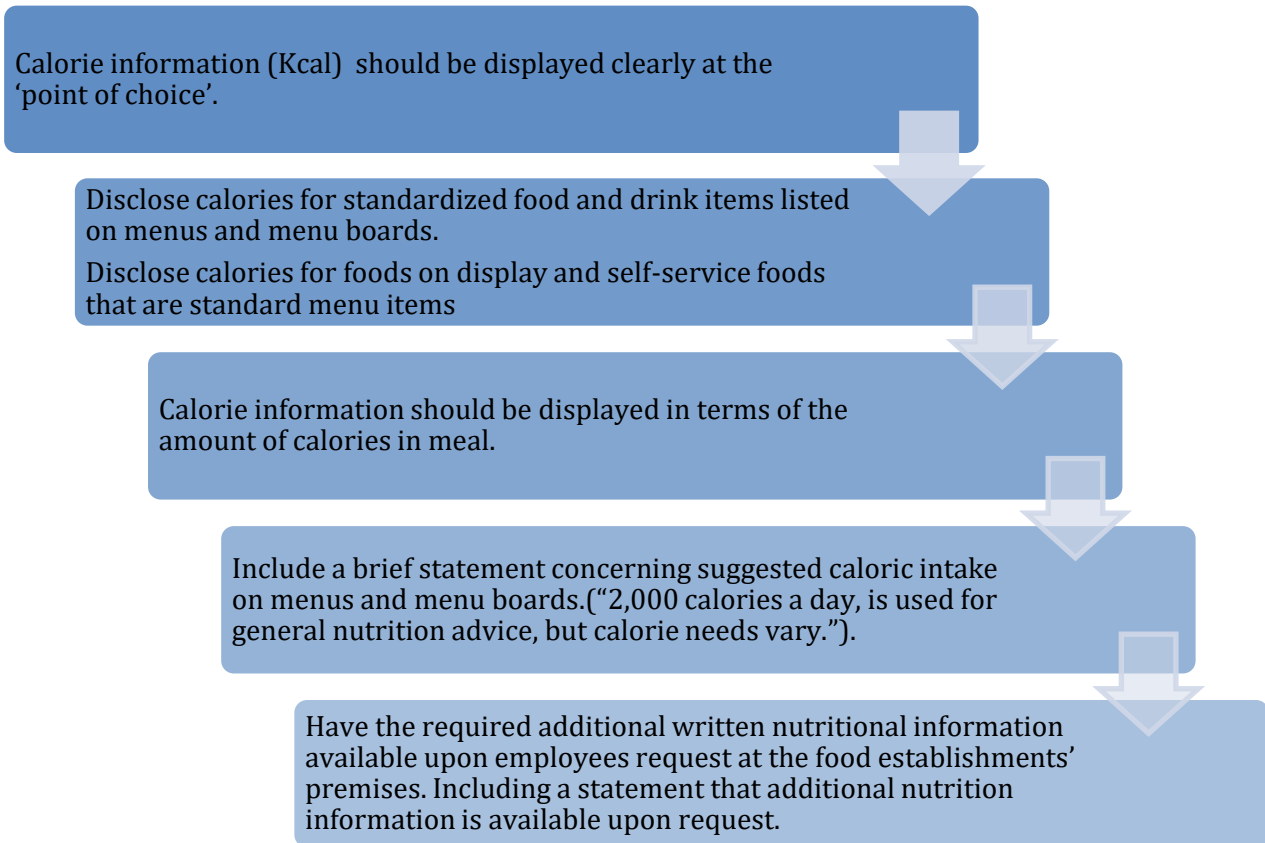 Calorie information (Kcal)  should be displayed clearly at the
‘point of choice’.
Disclose calories for standardized food and drink items listed
on menus and menu boards.
Disclose calories for foods on display and self-service foods
that are standard menu items
Calorie information should be displayed in terms of the
amount of calories in meal.
Include a brief statement concerning suggested caloric intake
on menus and menu boards.(“2,000 calories a day, is used for
general nutrition advice, but calorie needs vary.”).
Have the required additional written nutritional information
available upon employees request at the food establishments’
premises. Including a statement that additional nutrition
information is available upon request.